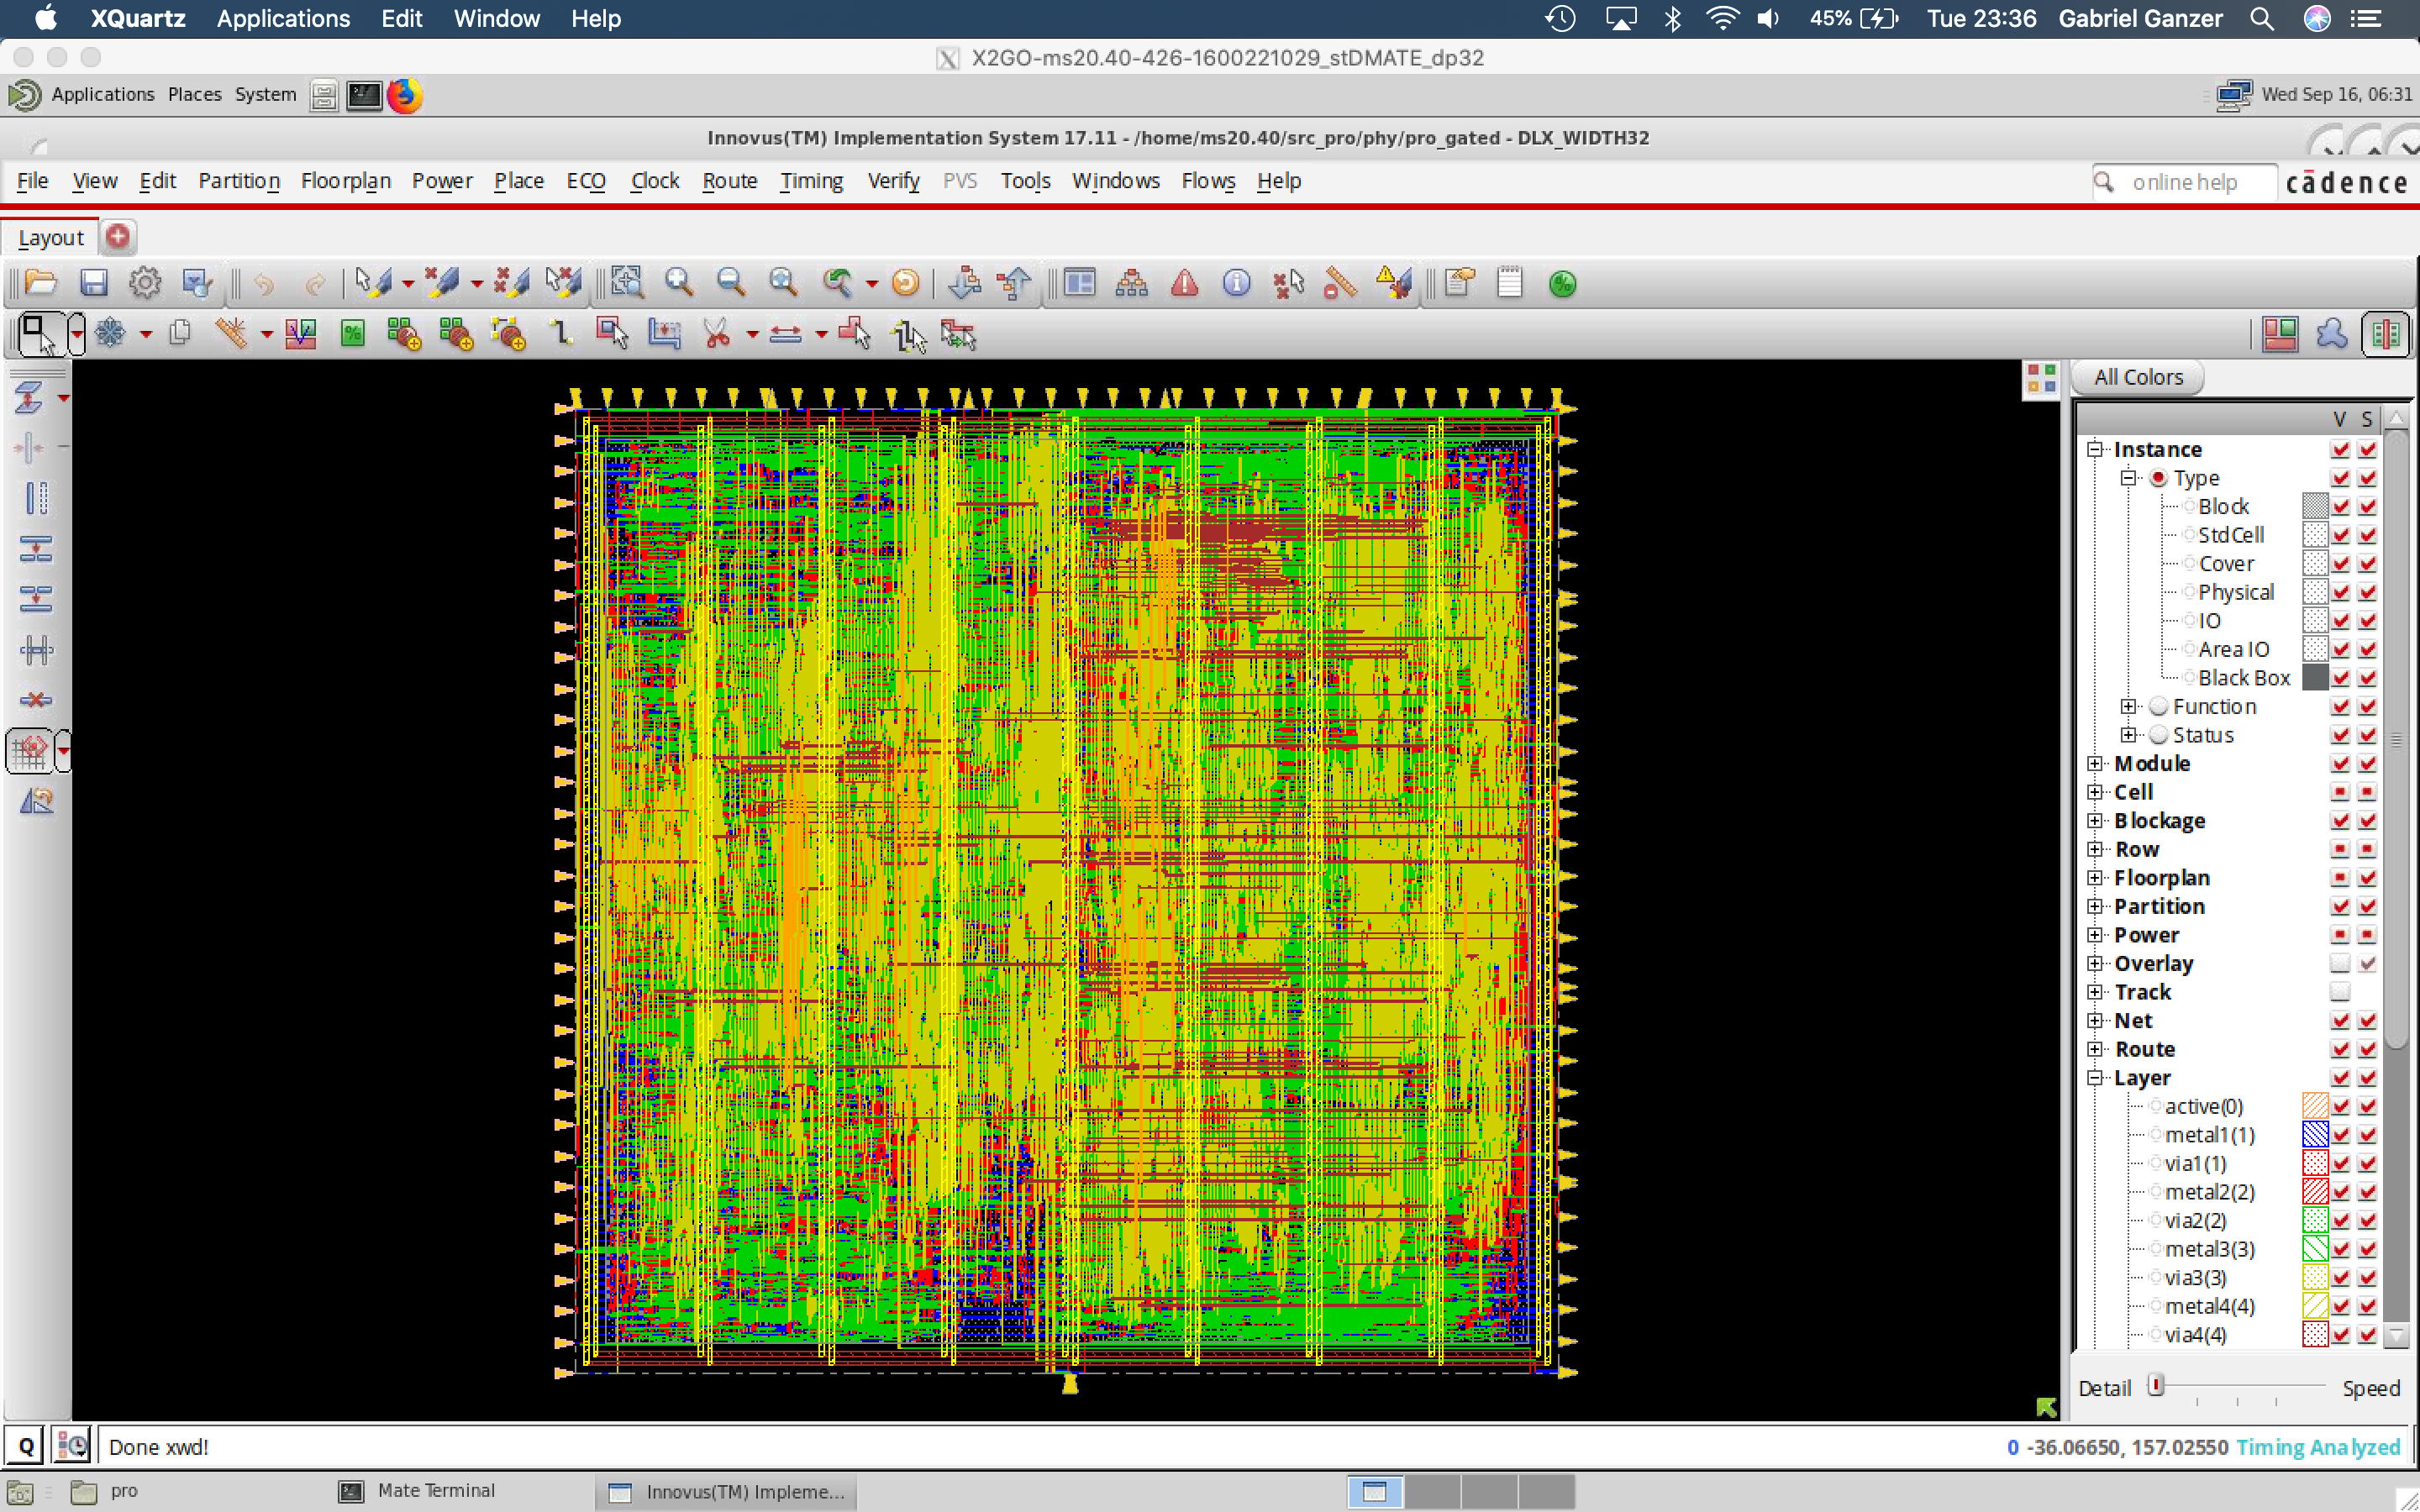 XQuartz Applications Edit Window Help 45% Tue 23:36 Gabriel Ganzer
X2GO-ms20.40-426-1600221029_stDMATE_dp32
Applications Places System Wed Sep 16, 06:31
Innovus(TM) Implementation System 17.11 - /home/ms20.40/src_pro/phy/pro_gated - DLX_WIDTH32
File View Edit Partition Floorplan Power Place ECO Clock Route Timing Verify PVS Tools Windows Flows Help online help cādence
Layout
All Colors
V S
Instance
Type
Block
StdCell
Cover
Physical
IO
Area IO
Black Box
Function
Status
Module
Cell
Blockage
Row
Floorplan
Partition
Power
Overlay
Track
Net
Route
Layer
active(0)
metal1(1)
via1(1)
metal2(2)
via2(2)
metal3(3)
via3(3)
metal4(4)
via4(4)
Detail Speed
Q Done xwd! 0 -36.06650, 157.02550 Timing Analyzed
pro Mate Terminal Innovus(TM) Impleme...